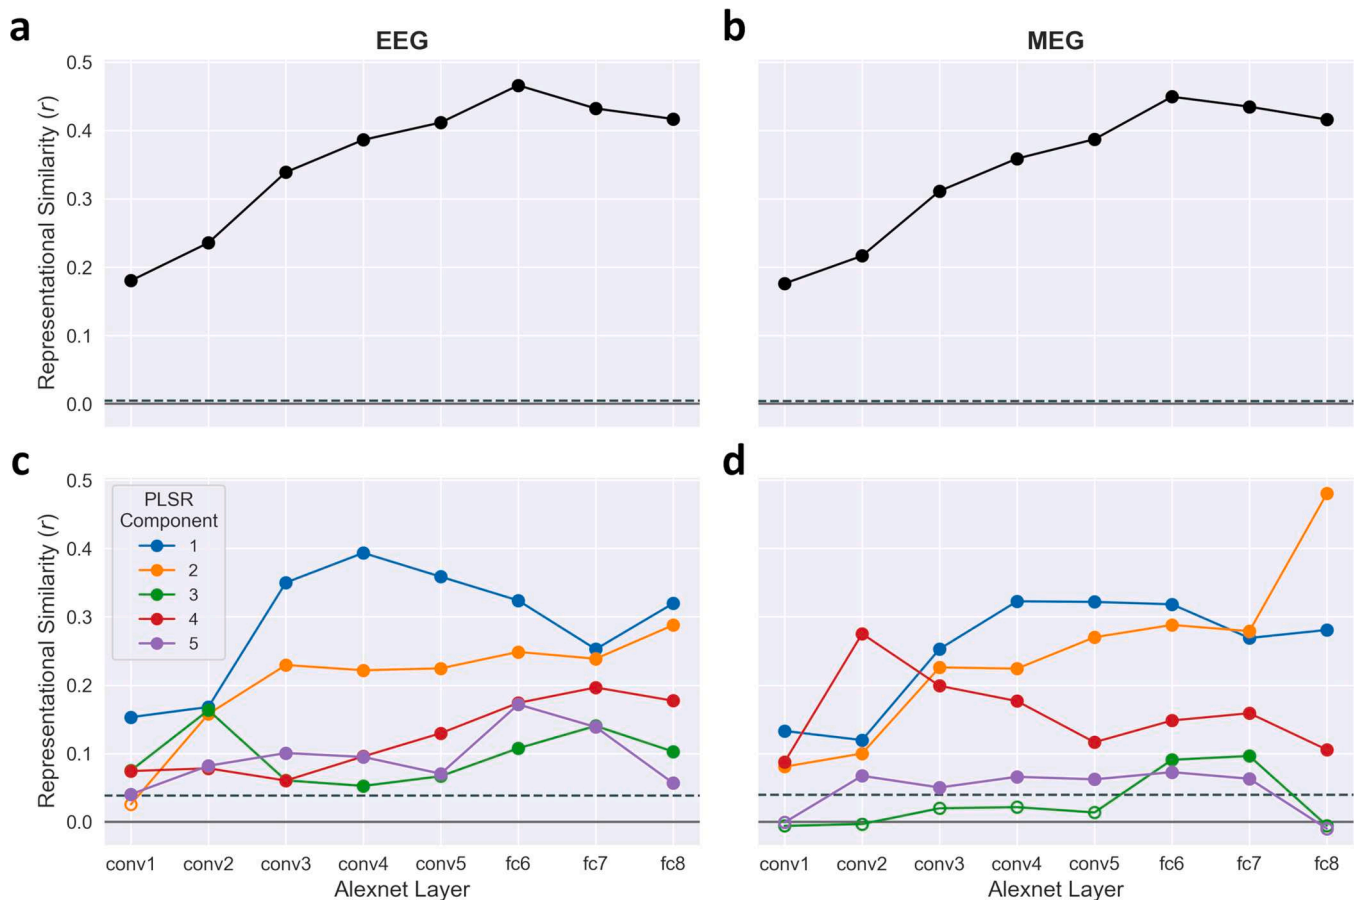 a
EEG
b
MEG
Representational Similarity (r)
0.5
0.4
0.3
0.2
0.1
0.0
c
d
Representational Similarity (r)
0.5
0.4
0.3
0.2
0.1
0.0
PLSR
Component
1
2
3
4
5
conv1 conv2 conv3 conv4 conv5 fc6 fc7 fc8
Alexnet Layer
conv1 conv2 conv3 conv4 conv5 fc6 fc7 fc8
Alexnet Layer